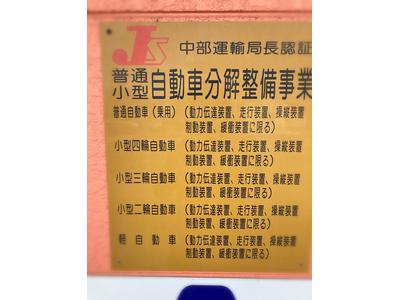 JS 中部運輸局長認証
普通
小型 自動車分解整備事業
普通自動車（乗用）（動力伝達装置、走行装置、操縦装置
制動装置、緩衝装置に限る）
小型四輪自動車（動力伝達装置、走行装置、操縦装置
制動装置、緩衝装置に限る）
小型三輪自動車（動力伝達装置、走行装置、操縦装置
制動装置、緩衝装置に限る）
小型二輪自動車（動力伝達装置、走行装置、操縦装置
制動装置、緩衝装置に限る）
軽自動車（動力伝達装置、走行装置、操縦装置
制動装置、緩衝装置に限る）